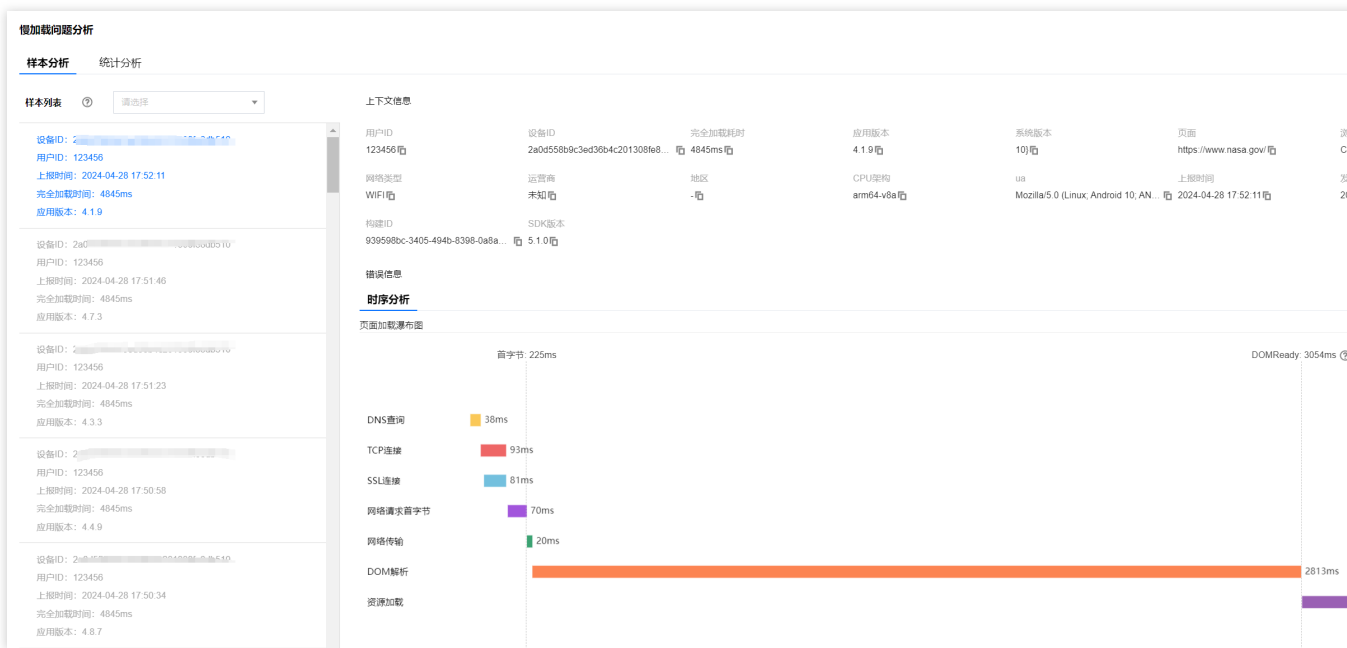 慢加载问题分析
样本分析 统计分析
样本列表 请选择
设备ID：2
用户ID：123456
上报时间：2024-04-28 17:52:11
完全加载时间：4845ms
应用版本：4.1.9
设备ID：2a0
用户ID：123456
上报时间：2024-04-28 17:51:46
完全加载时间：4845ms
应用版本：4.7.3
设备ID：
用户ID：123456
上报时间：2024-04-28 17:51:23
完全加载时间：4845ms
应用版本：4.3.3
设备ID：2
用户ID：123456
上报时间：2024-04-28 17:50:58
完全加载时间：4845ms
应用版本：4.4.9
设备ID：2
用户ID：123456
上报时间：2024-04-28 17:50:34
完全加载时间：4845ms
应用版本：4.8.7
上下文信息
用户ID 设备ID 完全加载耗时 应用版本 系统版本 页面
123456 2a0d558b9c3ed36b4c201308fe8... 4845ms 4.1.9 10) https://www.nasa.gov/ C
网络类型 运营商 地区 CPU架构 ua 上报时间
WIFI 未知 - arm64-v8a Mozilla/5.0 (Linux; Android 10; AN... 2024-04-28 17:52:11 20
构建ID SDK版本
939598bc-3405-494b-8398-0a8a... 5.1.0
错误信息
时序分析
页面加载瀑布图
首字节: 225ms DOMReady: 3054ms
DNS查询 38ms
TCP连接 93ms
SSL连接 81ms
网络请求首字节 70ms
网络传输 20ms
DOM解析 2813ms
资源加载